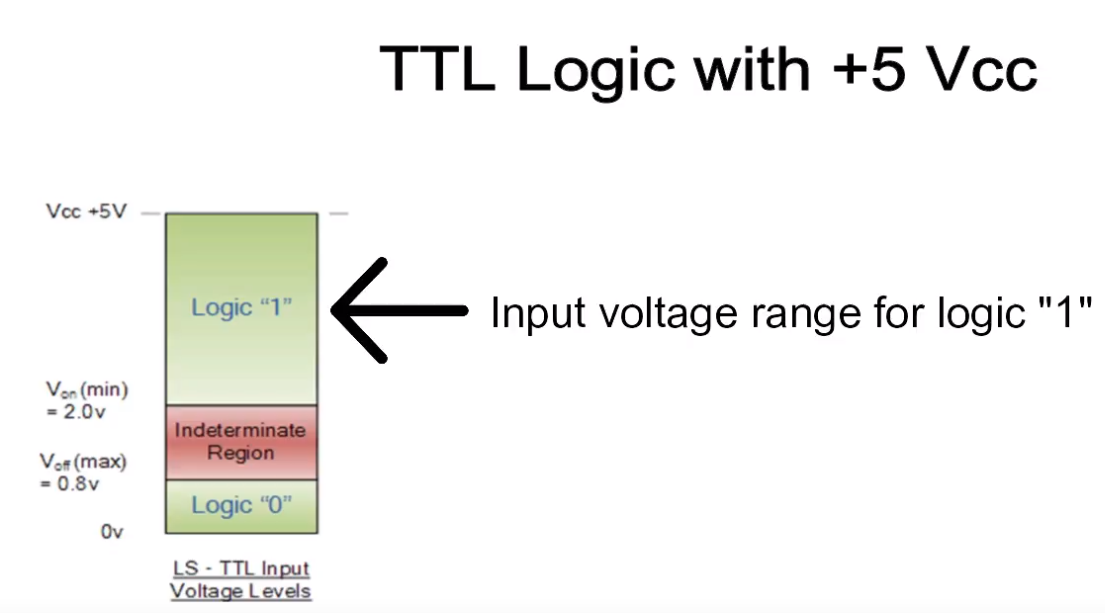 TTL Logic with +5 Vcc
Vcc +5V
Logic “1”
Input voltage range for logic "1"
Von (min)
= 2.0v
Indeterminate
Region
Voff (max)
= 0.8v
Logic “0”
0v
LS - TTL Input
Voltage Levels